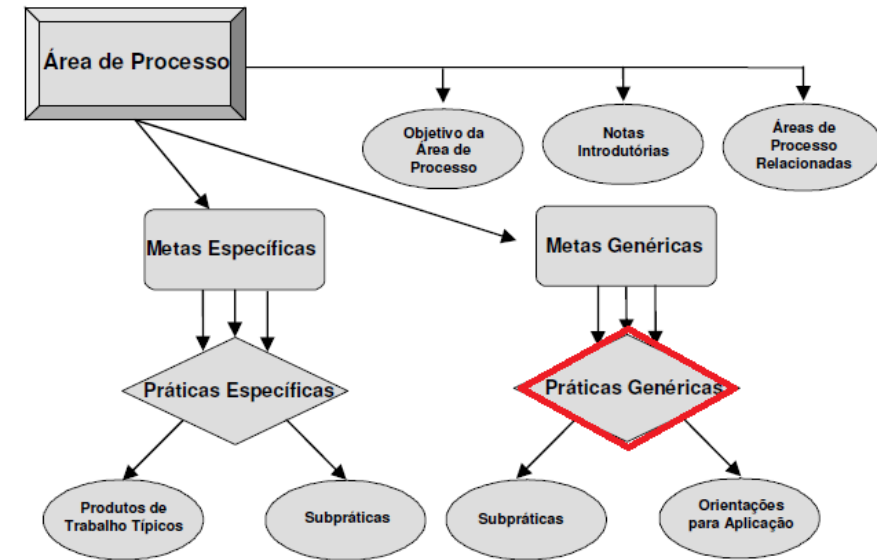 Área de Processo
Objetivo da
Área de
Processo
Notas
Introdutórias
Áreas de
Processo
Relacionadas
Metas Específicas
Metas Genéricas
Práticas Específicas
Práticas Genéricas
Produtos de
Trabalho Típicos
Subpráticas
Subpráticas
Orientações
para Aplicação